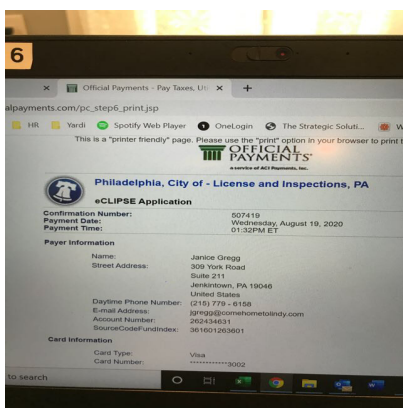 6
Official Payments - Pay Taxes, Uti × +
alpayments.com/pc_step6_print.jsp
HR Yardi Spotify Web Player OneLogin The Strategic Soluti... W
This is a "printer friendly" page. Please use the "print" option in your browser to print t
OFFICIAL
PAYMENTS
a service of ACI Payments, Inc.
Philadelphia, City of - License and Inspections, PA
eCLIPSE Application
Confirmation Number: 507419
Payment Date: Wednesday, August 19, 2020
Payment Time: 01:32PM ET
Payer Information
Name: Janice Gregg
Street Address: 309 York Road
Suite 211
Jenkintown, PA 19046
United States
Daytime Phone Number: (215) 779 - 6158
E-mail Address: jgregg@comehometolindy.com
Account Number: 262434631
SourceCodeFundIndex: 361601263601
Card Information
Card Type: Visa
Card Number: ************3002
to search